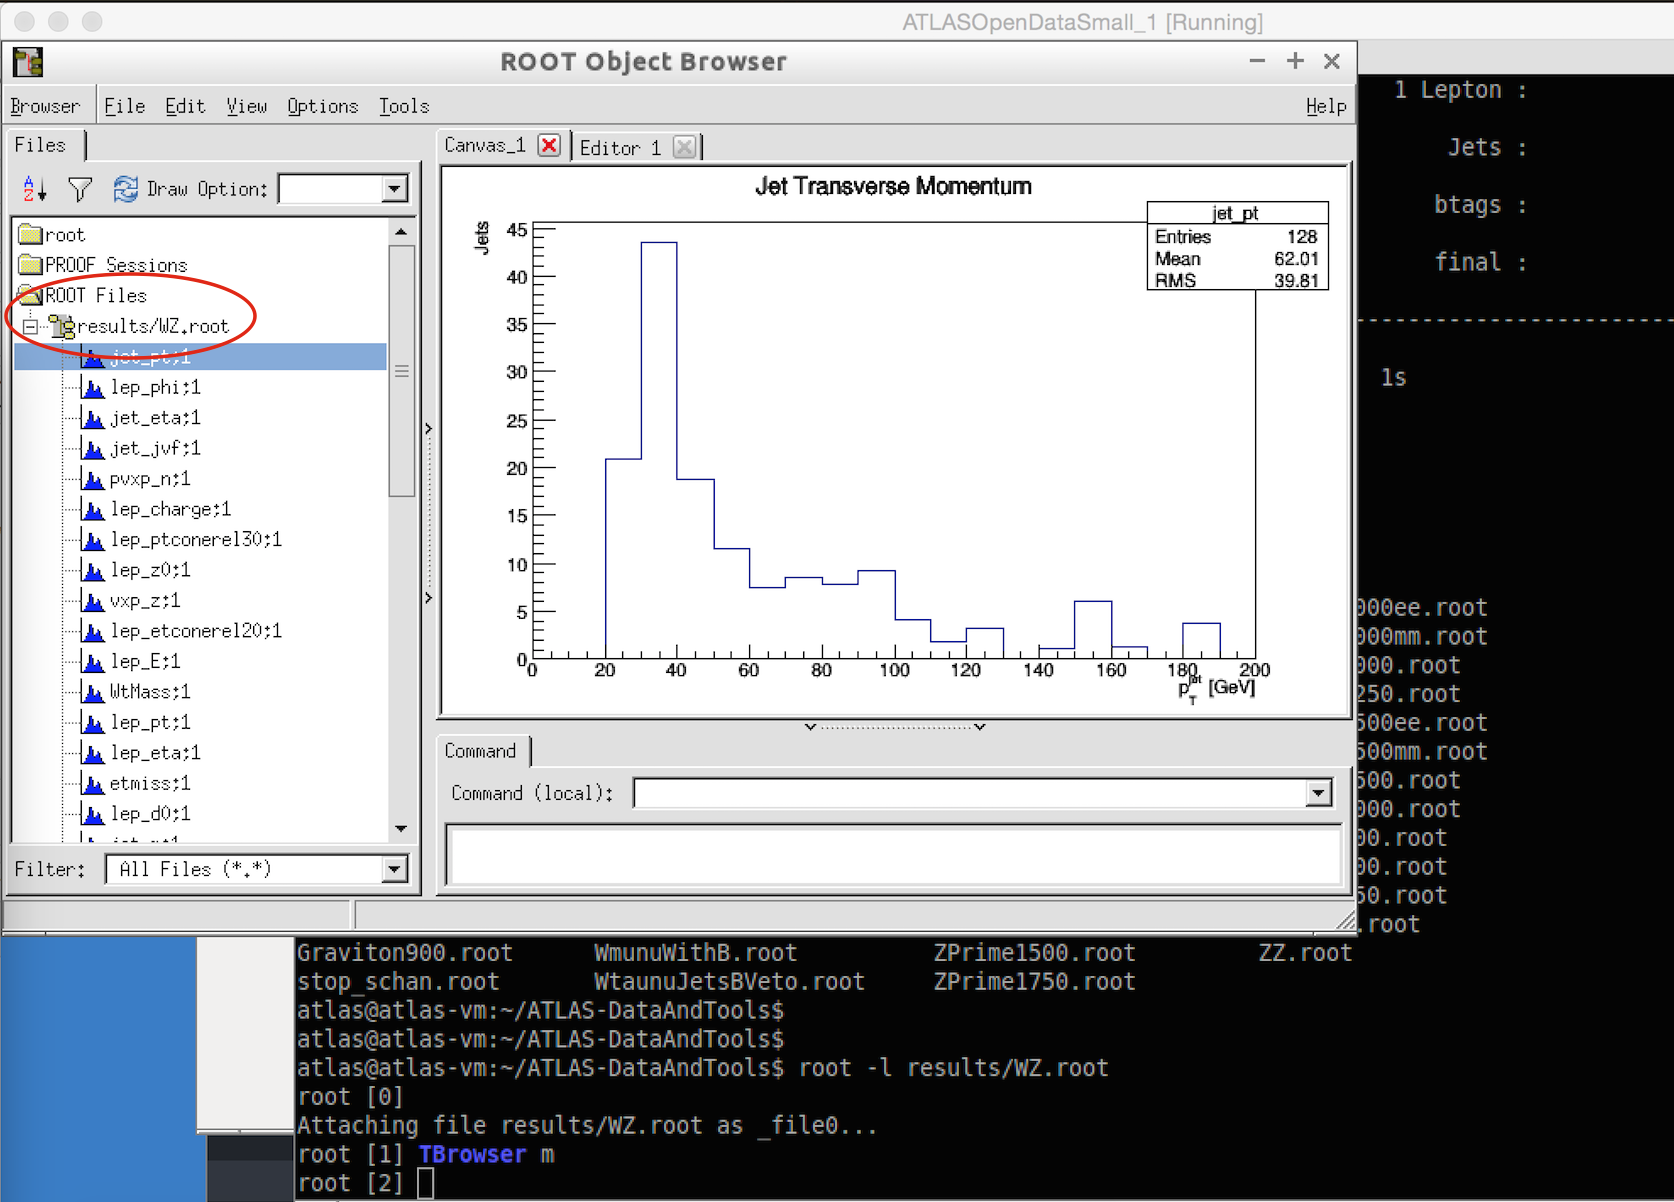 ATLASOpenDataSmall_1 [Running]
ROOT Object Browser
Browser File Edit View Options Tools Help
Files
Draw Option:
root
PROOF Sessions
ROOT Files
results/WZ.root
jet_pt;1
lep_phi;1
jet_eta;1
jet_jvf;1
pvxp_n;1
lep_charge;1
lep_ptconerel30;1
lep_z0;1
vxp_z;1
lep_etconerel20;1
lep_E;1
WtMass;1
lep_pt;1
lep_eta;1
etmiss;1
lep_d0;1
Filter: All Files (*.*)
Canvas_1 Editor 1
Jet Transverse Momentum
jet_pt
Entries 128
Mean 62.01
RMS 39.81
Jets
45
40
35
30
25
20
15
10
5
0
0 20 40 60 80 100 120 140 160 180 200
p_T^jet [GeV]
Command
Command (local):
1 Lepton :
Jets :
btags :
final :
--------------------------
1s
000ee.root
000mm.root
000.root
250.root
500ee.root
500mm.root
500.root
000.root
00.root
00.root
50.root
.root
Graviton900.root WmunuWithB.root ZPrime1500.root ZZ.root
stop_schan.root WtaunuJetsBVeto.root ZPrime1750.root
atlas@atlas-vm:~/ATLAS-DataAndTools$
atlas@atlas-vm:~/ATLAS-DataAndTools$
atlas@atlas-vm:~/ATLAS-DataAndTools$ root -l results/WZ.root
root [0]
Attaching file results/WZ.root as _file0...
root [1] TBrowser m
root [2]